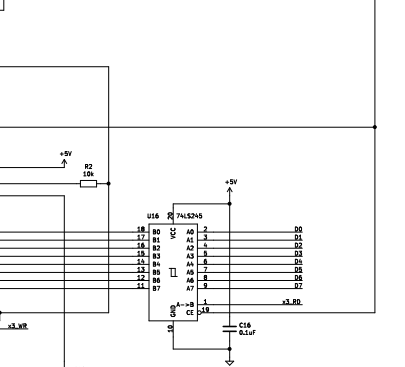 +5V
R2
10k
+5V
U16
20
74LS245
VCC
18 B0 A0 2 D0
17 B1 A1 3 D1
16 B2 A2 4 D2
15 B3 A3 5 D3
14 B4 A4 6 D4
13 B5 A5 7 D5
12 B6 A6 8 D6
11 B7 A7 9 D7
A->B 1 x3_RD
GND
CE 19
x3_WR
10
C16
0.1uF